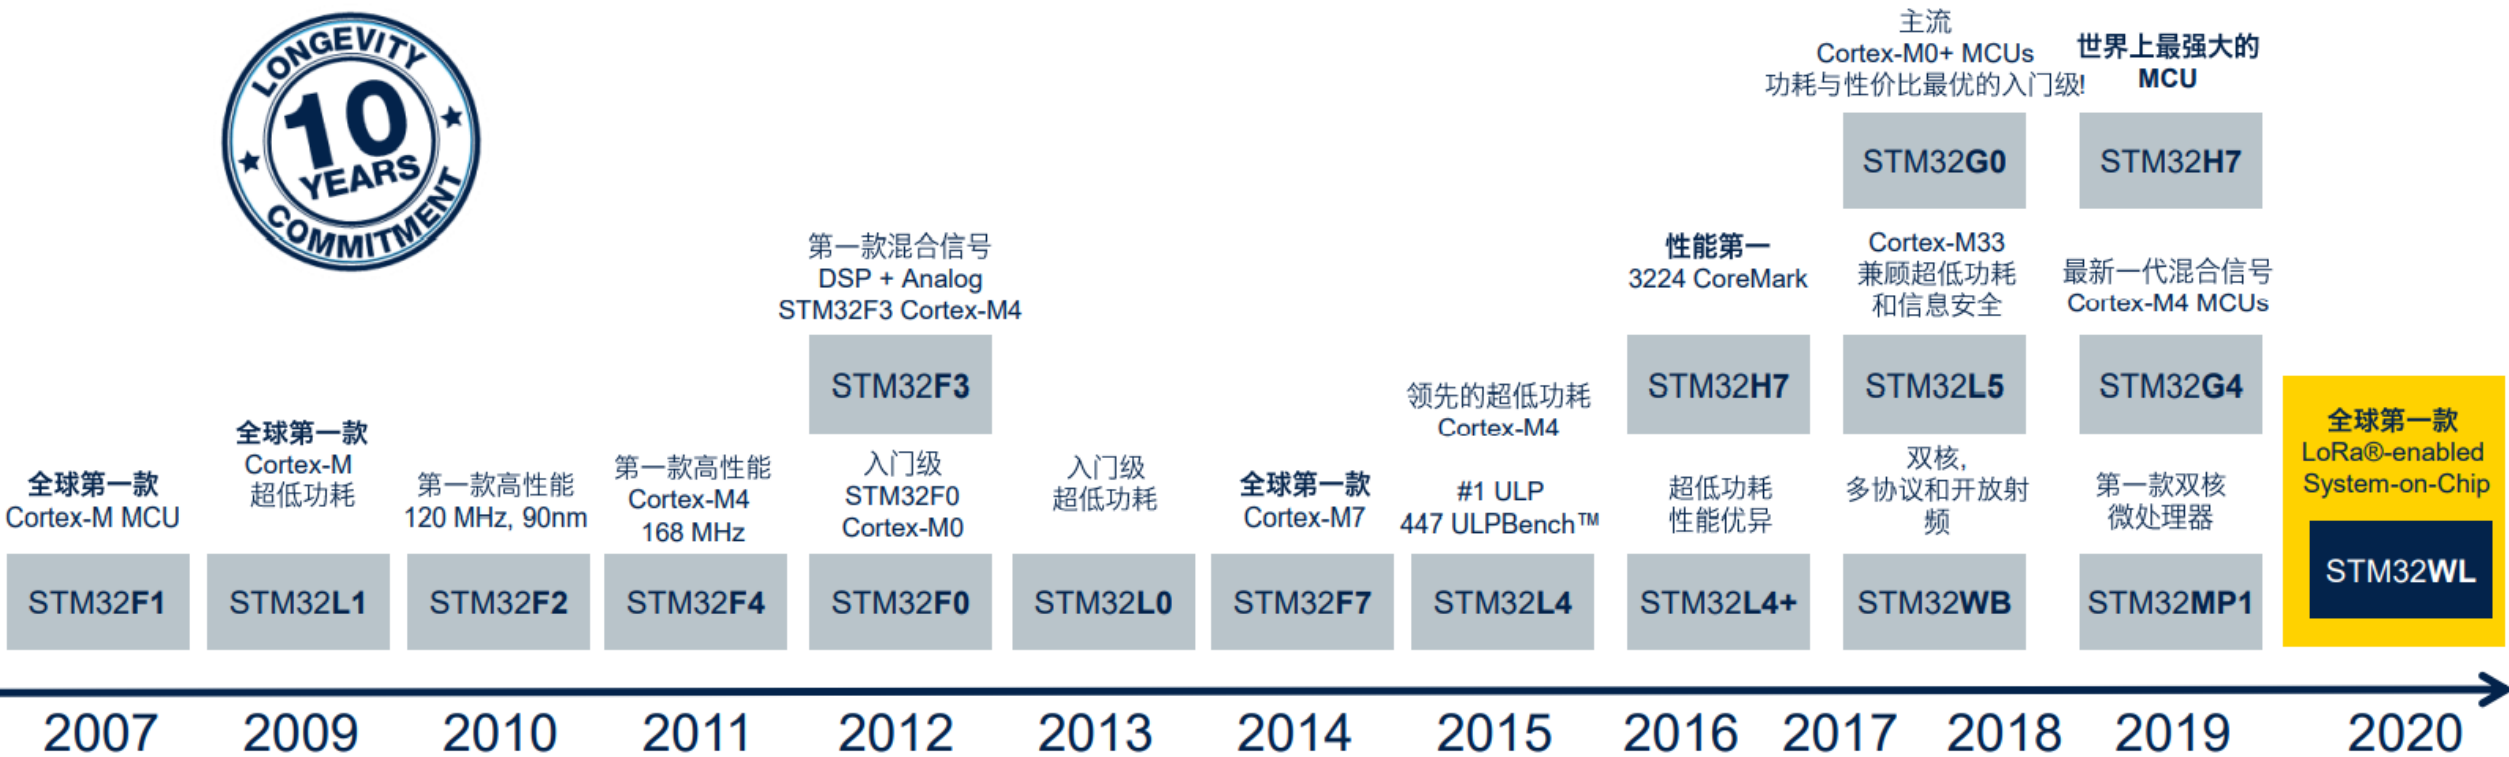 LONGEVITY
10
YEARS
COMMITMENT
全球第一款
Cortex-M MCU
STM32F1
全球第一款
Cortex-M
超低功耗
STM32L1
第一款高性能
120 MHz, 90nm
STM32F2
第一款高性能
Cortex-M4
168 MHz
STM32F4
第一款混合信号
DSP + Analog
STM32F3 Cortex-M4
STM32F3
入门级
STM32F0
Cortex-M0
STM32F0
入门级
超低功耗
STM32L0
全球第一款
Cortex-M7
STM32F7
领先的超低功耗
Cortex-M4
#1 ULP
447 ULPBench™
STM32L4
性能第一
3224 CoreMark
STM32H7
超低功耗
性能优异
STM32L4+
主流
Cortex-M0+ MCUs
功耗与性价比最优的入门级!
STM32G0
Cortex-M33
兼顾超低功耗
和信息安全
STM32L5
双核,
多协议和开放射
频
STM32WB
世界上最强大的
MCU
STM32H7
最新一代混合信号
Cortex-M4 MCUs
STM32G4
第一款双核
微处理器
STM32MP1
全球第一款
LoRa®-enabled
System-on-Chip
STM32WL
2007
2009
2010
2011
2012
2013
2014
2015
2016
2017
2018
2019
2020